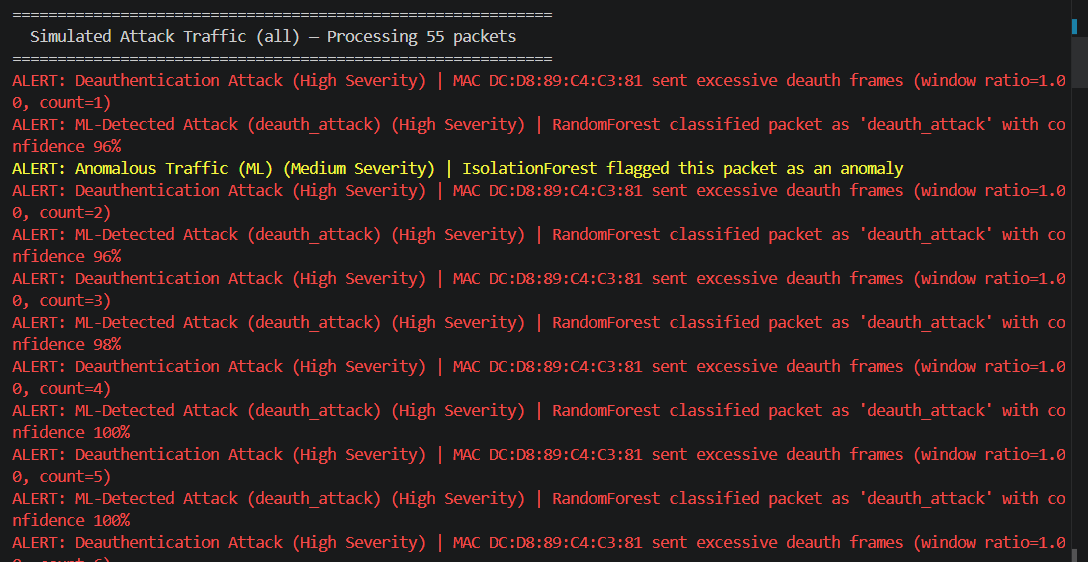 ============================================================
Simulated Attack Traffic (all) — Processing 55 packets
============================================================
ALERT: Deauthentication Attack (High Severity) | MAC DC:D8:89:C4:C3:81 sent excessive deauth frames (window ratio=1.0
0, count=1)
ALERT: ML-Detected Attack (deauth_attack) (High Severity) | RandomForest classified packet as 'deauth_attack' with co
nfidence 96%
ALERT: Anomalous Traffic (ML) (Medium Severity) | IsolationForest flagged this packet as an anomaly
ALERT: Deauthentication Attack (High Severity) | MAC DC:D8:89:C4:C3:81 sent excessive deauth frames (window ratio=1.0
0, count=2)
ALERT: ML-Detected Attack (deauth_attack) (High Severity) | RandomForest classified packet as 'deauth_attack' with co
nfidence 96%
ALERT: Deauthentication Attack (High Severity) | MAC DC:D8:89:C4:C3:81 sent excessive deauth frames (window ratio=1.0
0, count=3)
ALERT: ML-Detected Attack (deauth_attack) (High Severity) | RandomForest classified packet as 'deauth_attack' with co
nfidence 98%
ALERT: Deauthentication Attack (High Severity) | MAC DC:D8:89:C4:C3:81 sent excessive deauth frames (window ratio=1.0
0, count=4)
ALERT: ML-Detected Attack (deauth_attack) (High Severity) | RandomForest classified packet as 'deauth_attack' with co
nfidence 100%
ALERT: Deauthentication Attack (High Severity) | MAC DC:D8:89:C4:C3:81 sent excessive deauth frames (window ratio=1.0
0, count=5)
ALERT: ML-Detected Attack (deauth_attack) (High Severity) | RandomForest classified packet as 'deauth_attack' with co
nfidence 100%
ALERT: Deauthentication Attack (High Severity) | MAC DC:D8:89:C4:C3:81 sent excessive deauth frames (window ratio=1.0